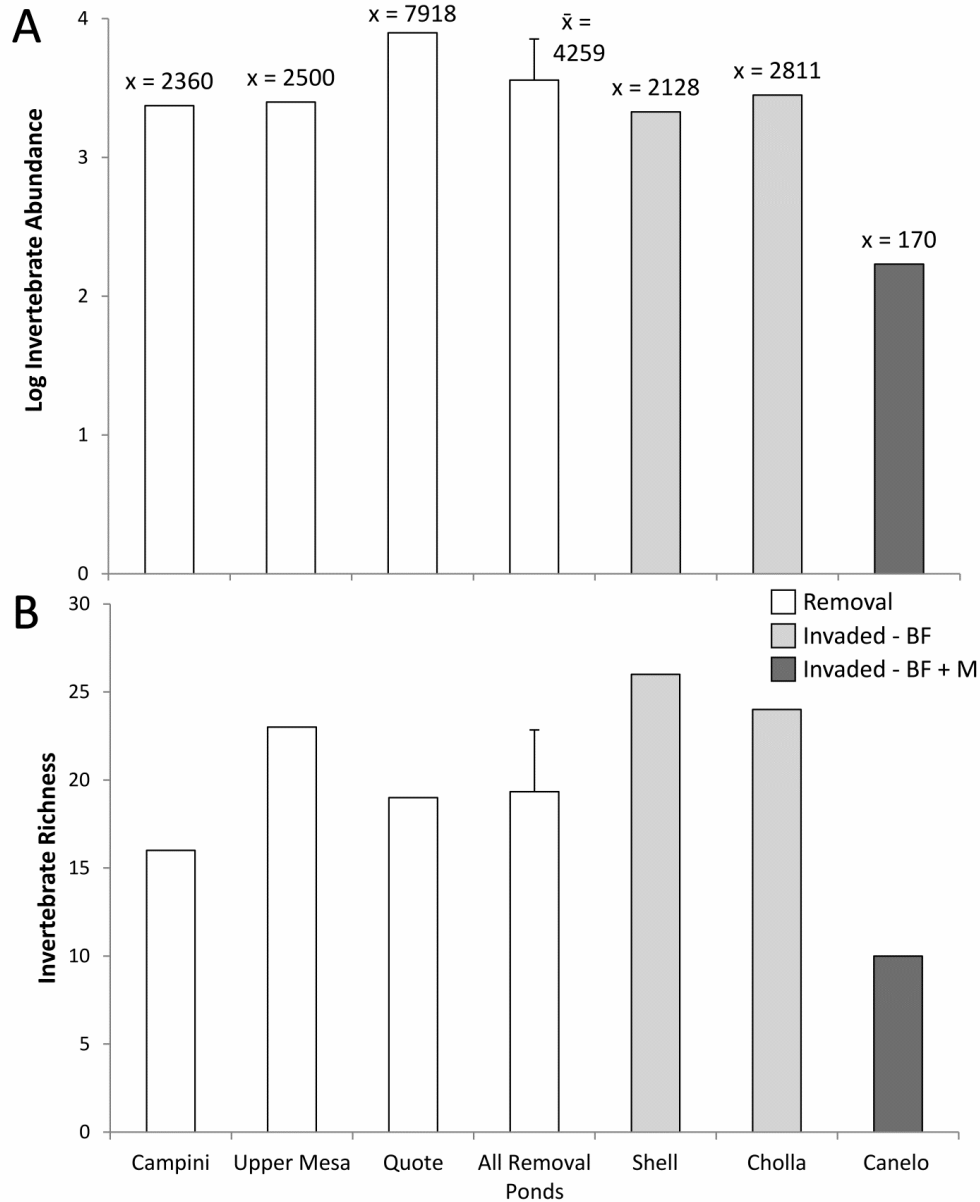 A
Log Invertebrate Abundance
4
3
2
1
0
x = 2360
x = 2500
x = 7918
x̄ =
4259
x = 2128
x = 2811
x = 170
B
Invertebrate Richness
30
25
20
15
10
5
0
Removal
Invaded - BF
Invaded - BF + M
Campini
Upper Mesa
Quote
All Removal
Ponds
Shell
Cholla
Canelo